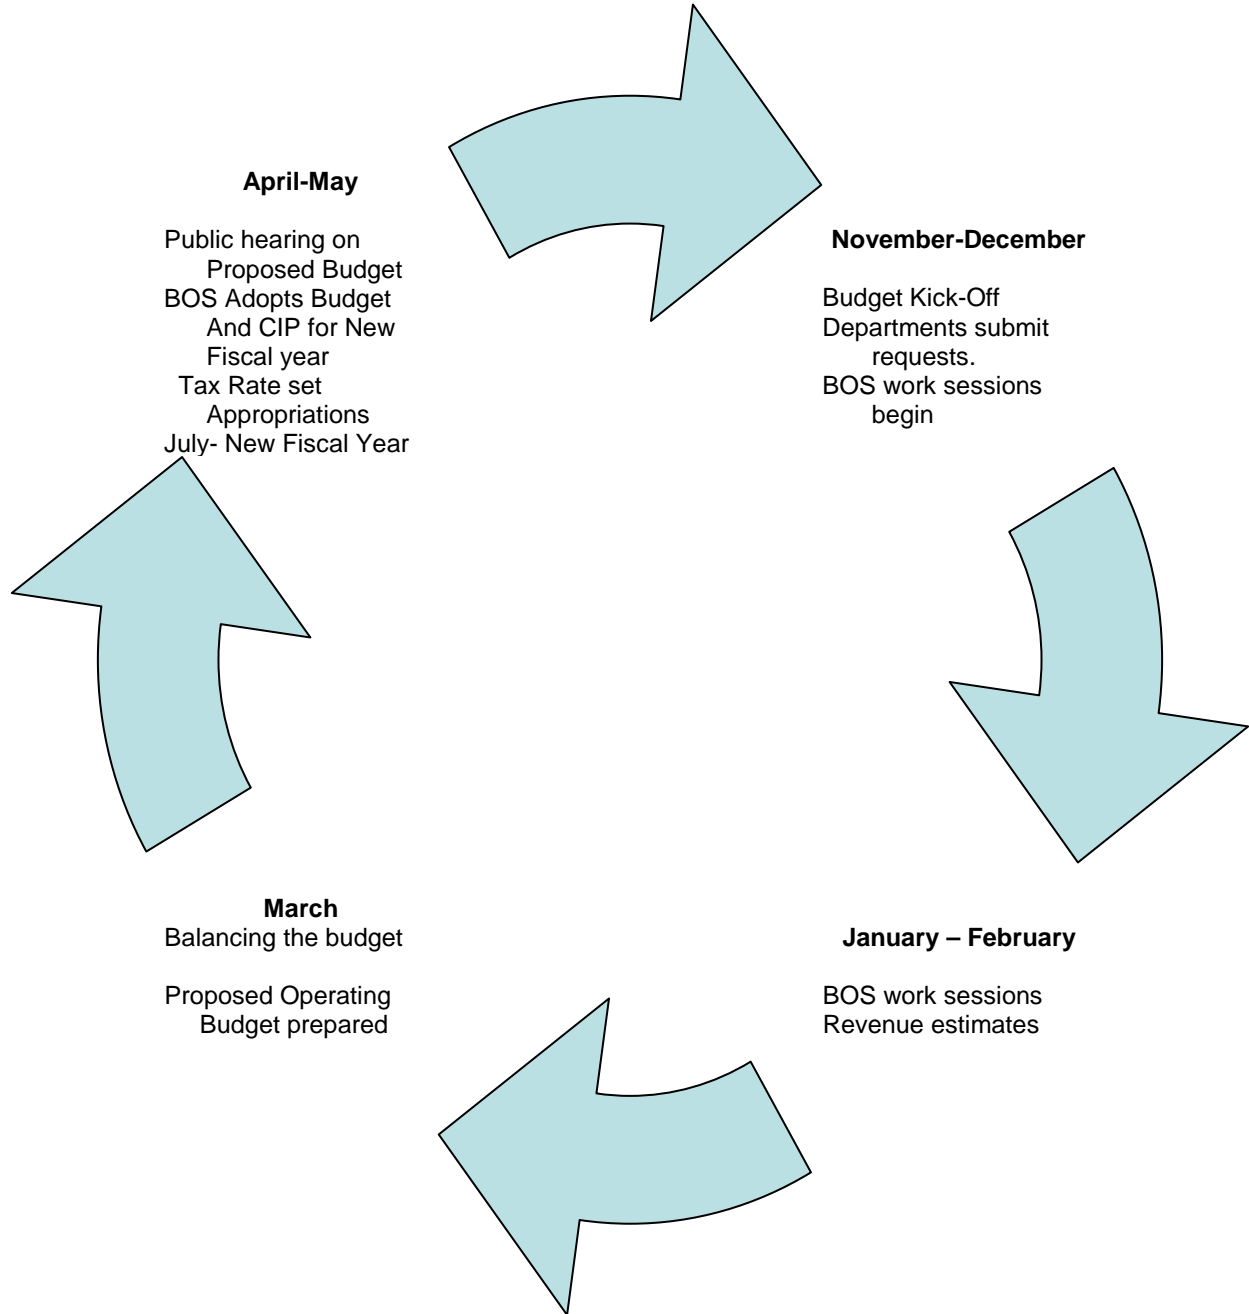 April-May
Public hearing on
Proposed Budget
BOS Adopts Budget
And CIP for New
Fiscal year
Tax Rate set
Appropriations
July- New Fiscal Year
November-December
Budget Kick-Off
Departments submit
requests.
BOS work sessions
begin
January – February
BOS work sessions
Revenue estimates
March
Balancing the budget
Proposed Operating
Budget prepared